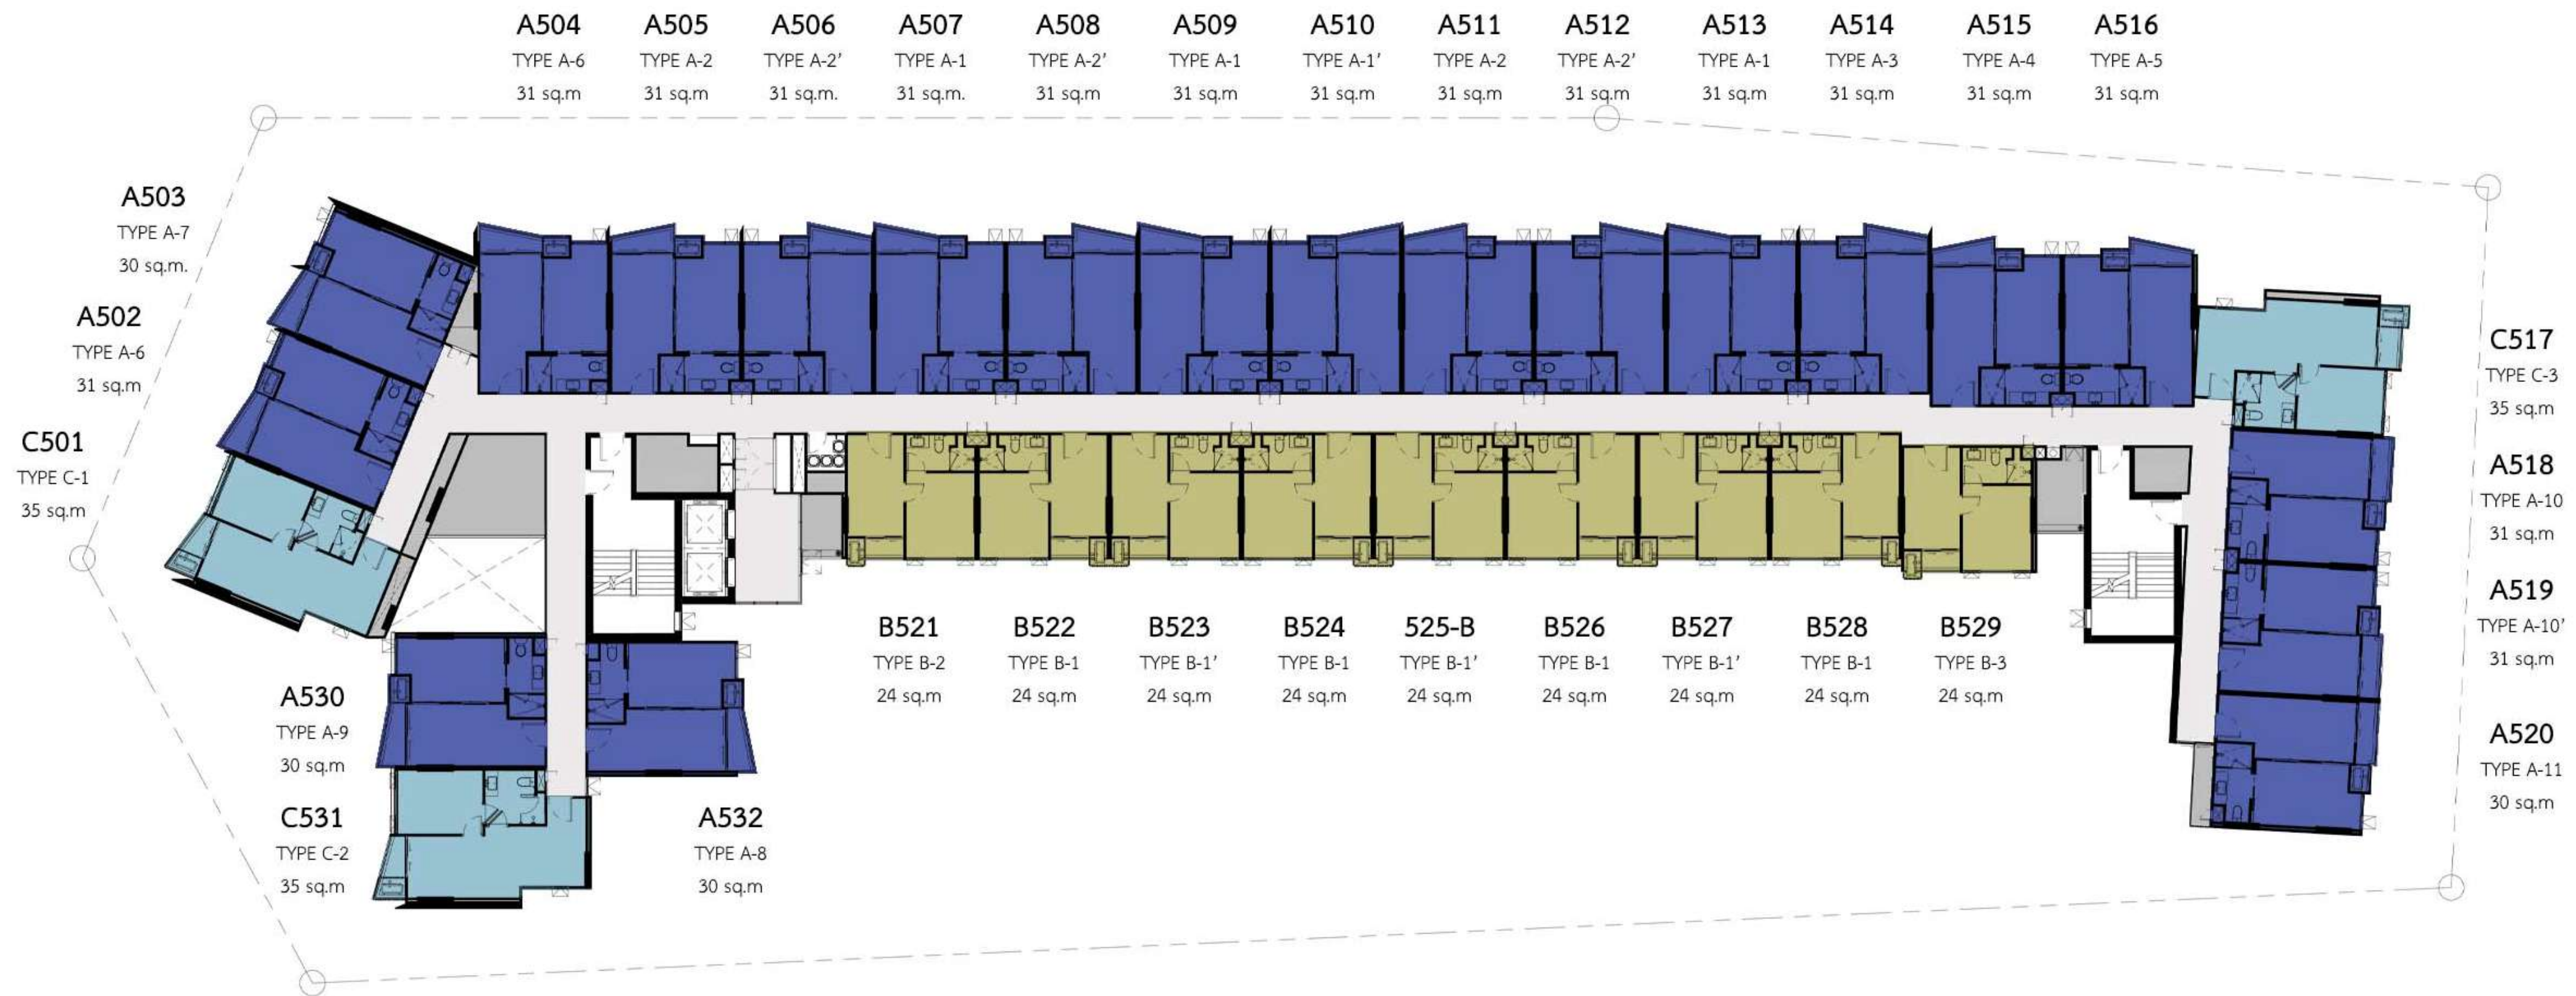 A504
TYPE A-6
31 sq.m
A505
TYPE A-2
31 sq.m
A506
TYPE A-2'
31 sq.m.
A507
TYPE A-1
31 sq.m.
A508
TYPE A-2'
31 sq.m
A509
TYPE A-1
31 sq.m
A510
TYPE A-1'
31 sq.m
A511
TYPE A-2
31 sq.m
A512
TYPE A-2'
31 sq.m
A513
TYPE A-1
31 sq.m
A514
TYPE A-3
31 sq.m
A515
TYPE A-4
31 sq.m
A516
TYPE A-5
31 sq.m
A503
TYPE A-7
30 sq.m.
A502
TYPE A-6
31 sq.m
C501
TYPE C-1
35 sq.m
C517
TYPE C-3
35 sq.m
A518
TYPE A-10
31 sq.m
A519
TYPE A-10'
31 sq.m
A520
TYPE A-11
30 sq.m
B521
TYPE B-2
24 sq.m
B522
TYPE B-1
24 sq.m
B523
TYPE B-1'
24 sq.m
B524
TYPE B-1
24 sq.m
525-B
TYPE B-1'
24 sq.m
B526
TYPE B-1
24 sq.m
B527
TYPE B-1'
24 sq.m
B528
TYPE B-1
24 sq.m
B529
TYPE B-3
24 sq.m
A530
TYPE A-9
30 sq.m
C531
TYPE C-2
35 sq.m
A532
TYPE A-8
30 sq.m